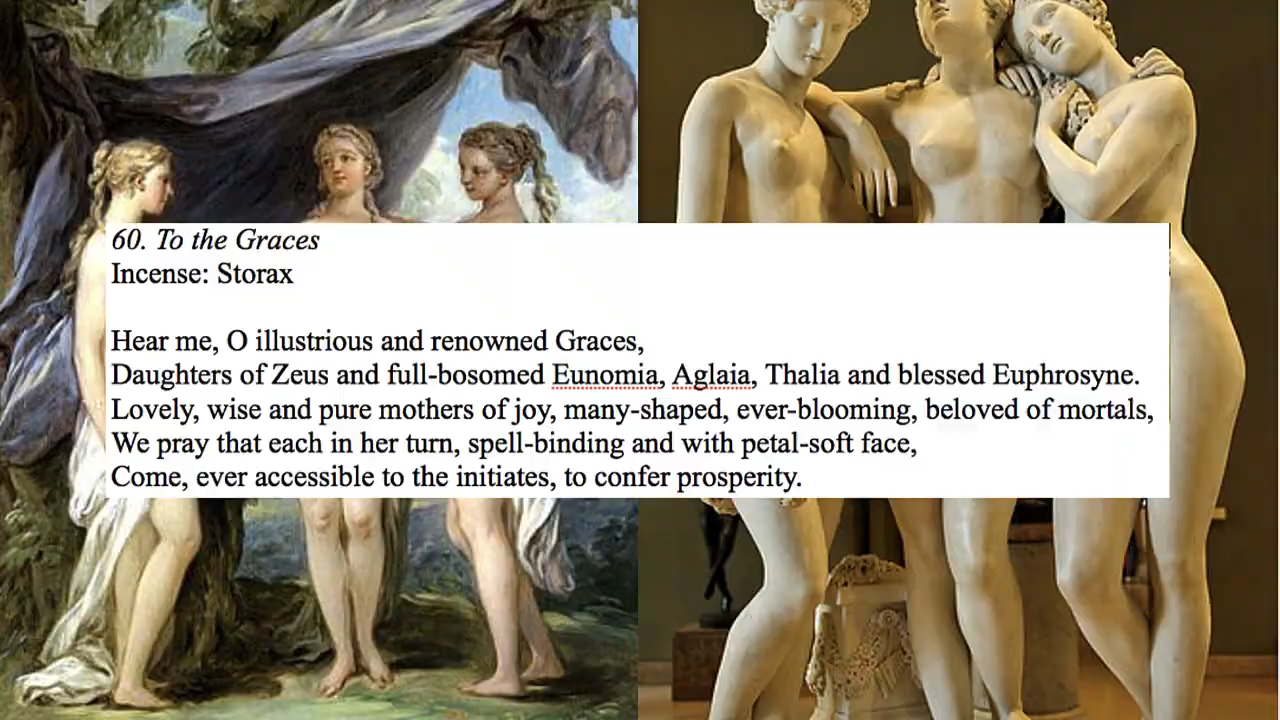 60. To the Graces
Incense: Storax
Hear me, O illustrious and renowned Graces,
Daughters of Zeus and full-bosomed Eunomia, Aglaia, Thalia and blessed Euphrosyne.
Lovely, wise and pure mothers of joy, many-shaped, ever-blooming, beloved of mortals,
We pray that each in her turn, spell-binding and with petal-soft face,
Come, ever accessible to the initiates, to confer prosperity.